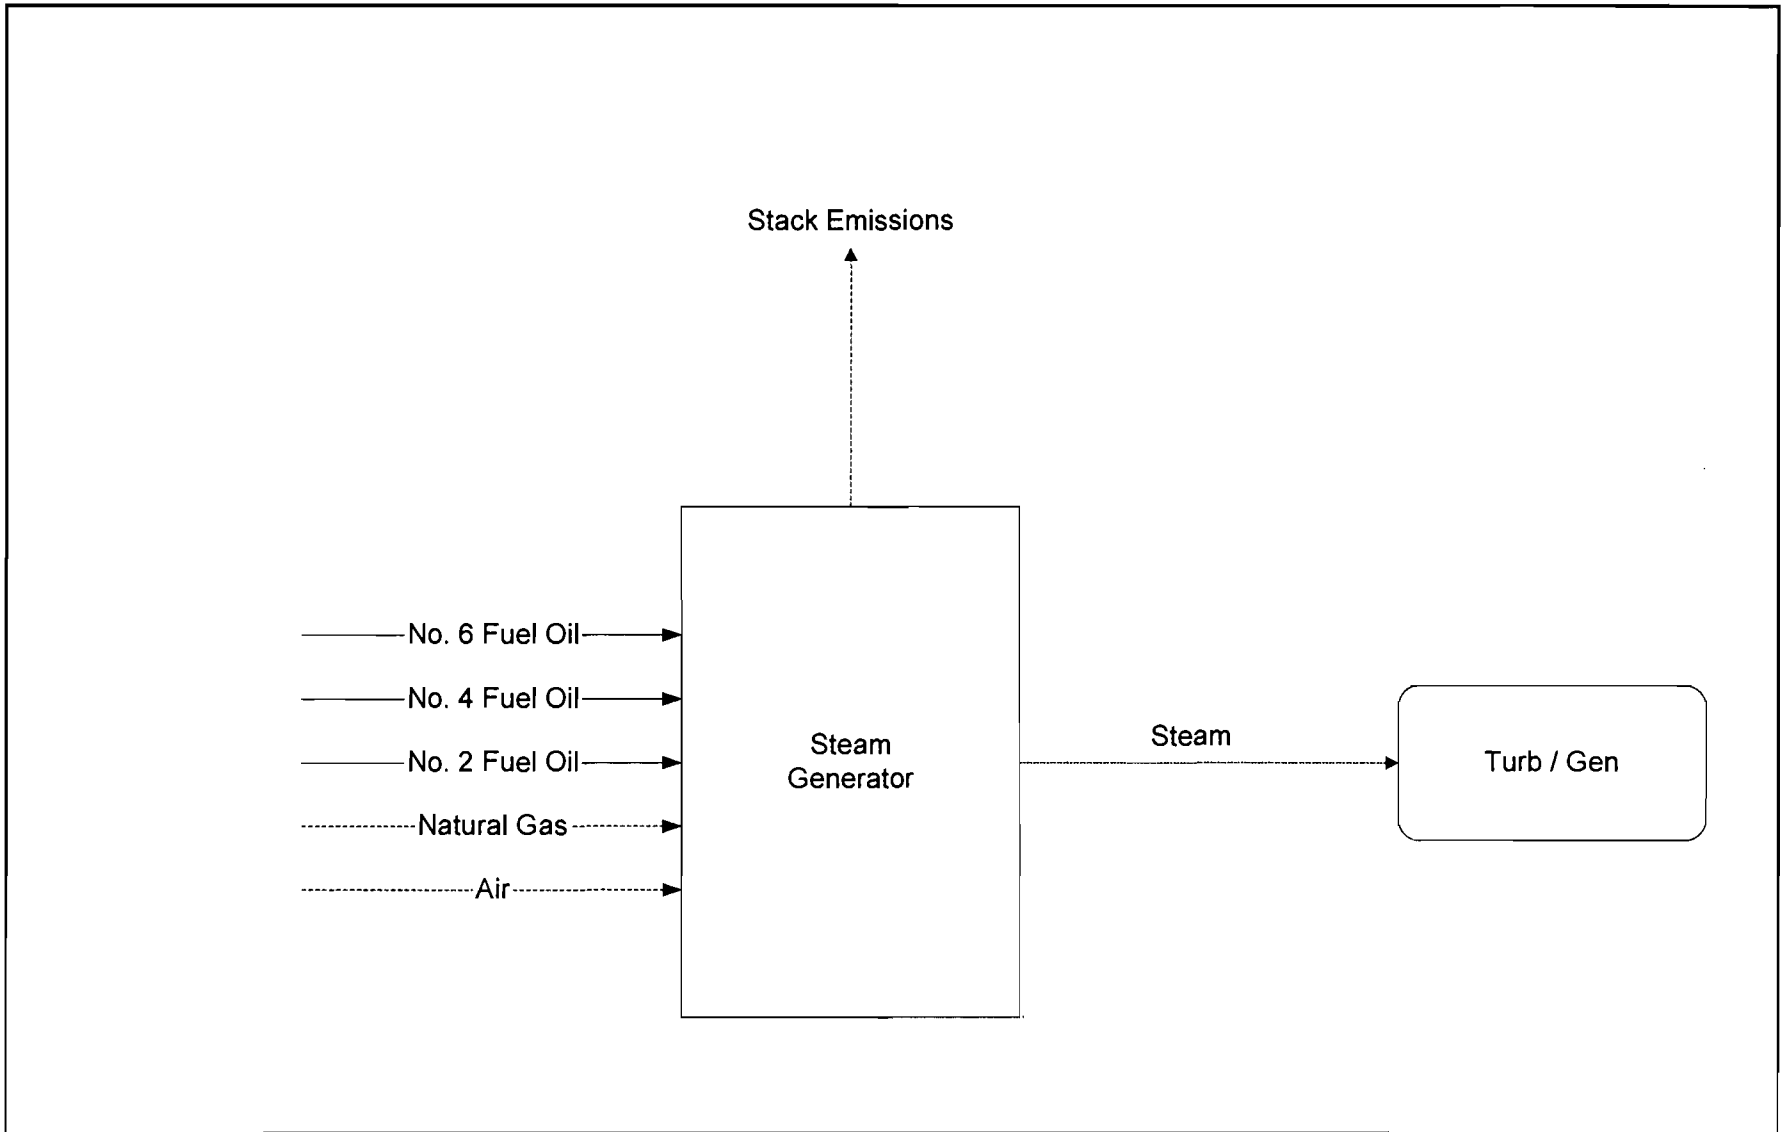 Stack Emissions
No. 6 Fuel Oil
No. 4 Fuel Oil
No. 2 Fuel Oil
Natural Gas
Air
Steam
Generator
Steam
Turb / Gen